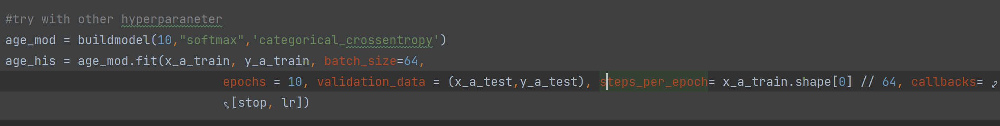 #try with other hyperparaneter
age_mod = buildmodel(10,"softmax",'categorical_crossentropy')
age_his = age_mod.fit(x_a_train, y_a_train, batch_size=64,
epochs = 10, validation_data = (x_a_test,y_a_test), steps_per_epoch= x_a_train.shape[0] // 64, callbacks=
[stop, lr])